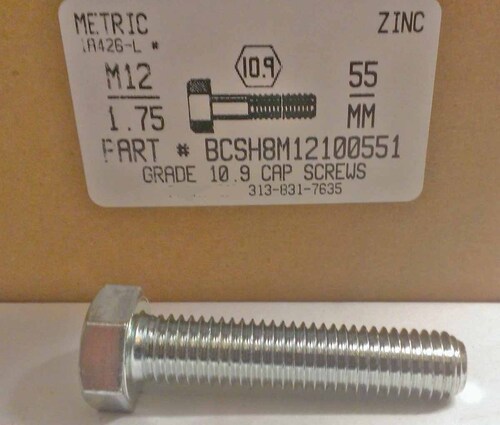 METRIC ZINC
18426-L #
M12 10.9 55
1.75 MM
PART # BCSH8M12100551
GRADE 10.9 CAP SCREWS
313-831-7635